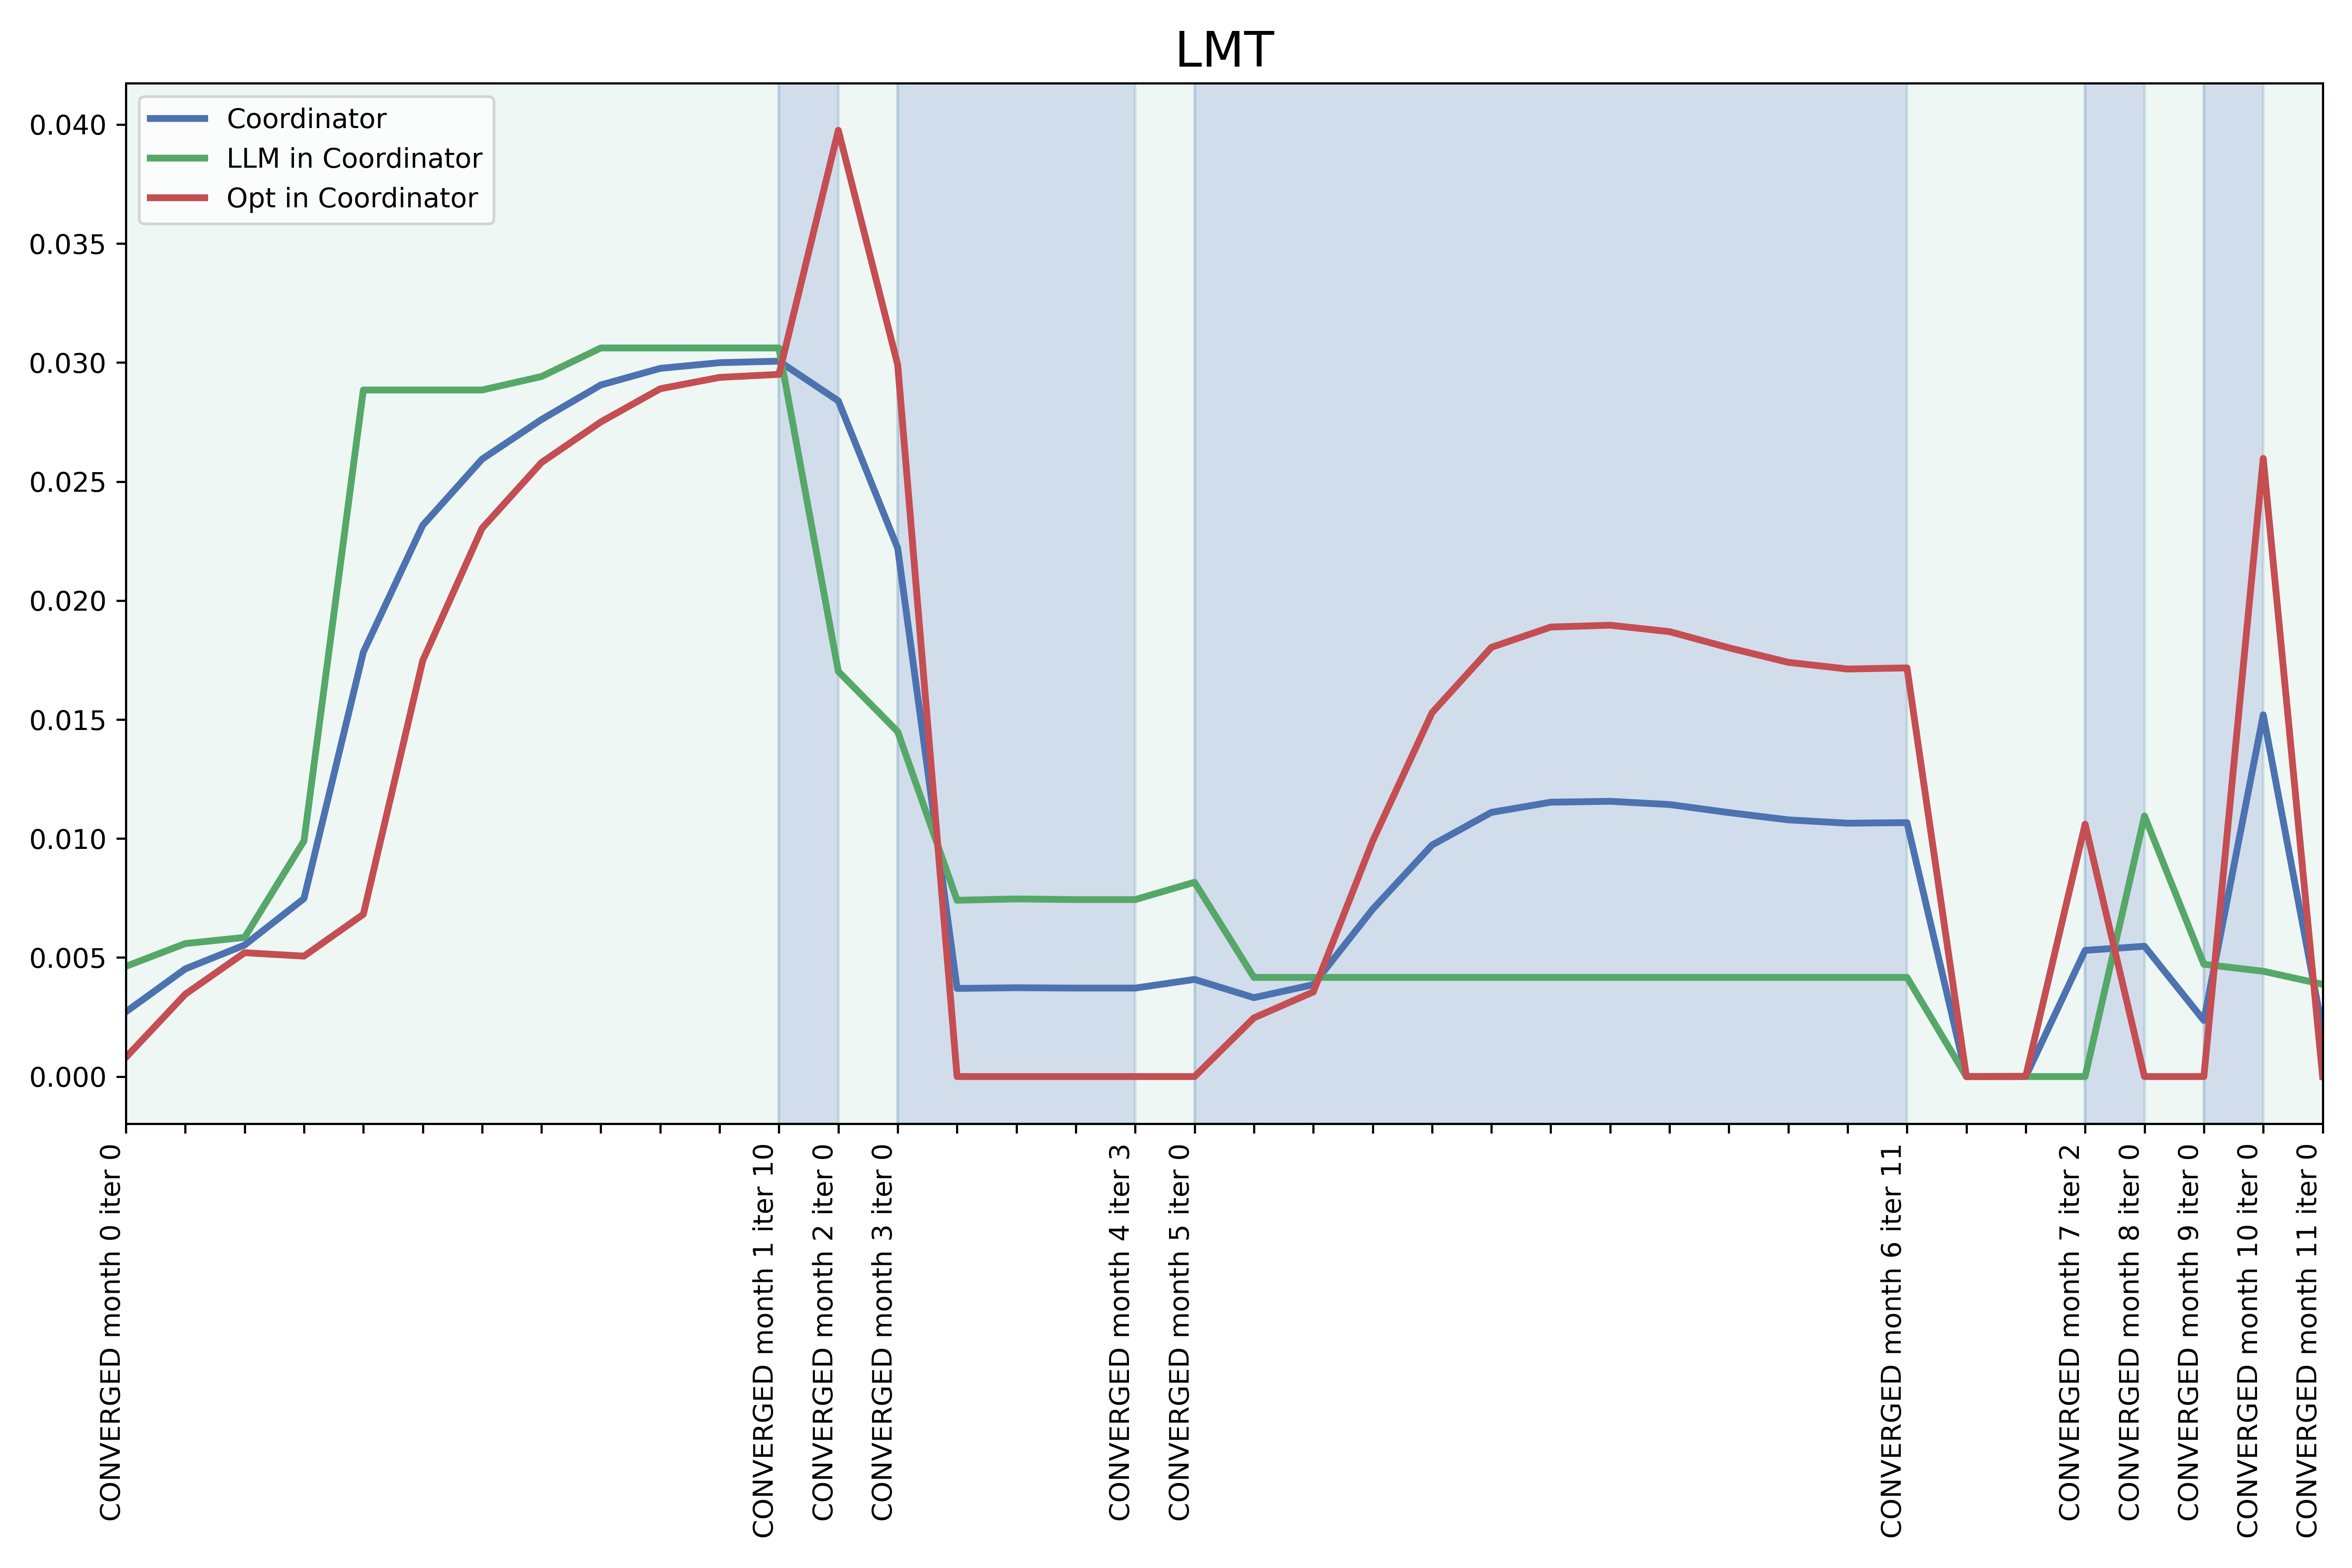 LMT
0.040
0.035
0.030
0.025
0.020
0.015
0.010
0.005
0.000
Coordinator
LLM in Coordinator
Opt in Coordinator
CONVERGED month 0 iter 0
CONVERGED month 1 iter 10
CONVERGED month 2 iter 0
CONVERGED month 3 iter 0
CONVERGED month 4 iter 3
CONVERGED month 5 iter 0
CONVERGED month 6 iter 11
CONVERGED month 7 iter 2
CONVERGED month 8 iter 0
CONVERGED month 9 iter 0
CONVERGED month 10 iter 0
CONVERGED month 11 iter 0